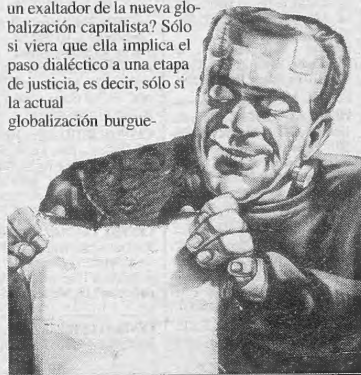 un exaltador de la nueva glo-
balización capitalista? Sólo
si viera que ella implica el
paso dialéctico a una etapa
de justicia, es decir, sólo si
la actual
globalización burgue-